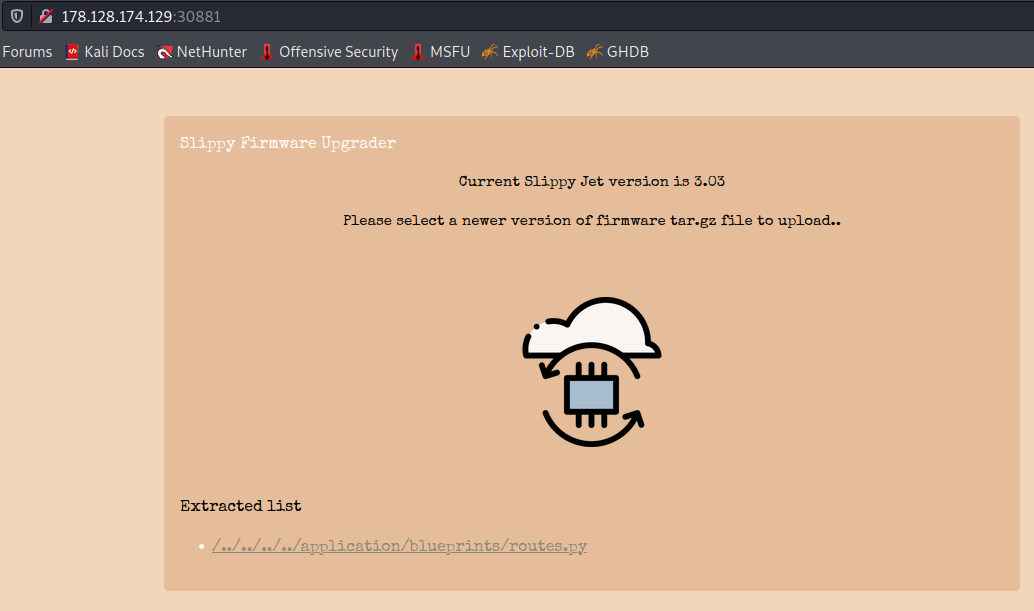 178.128.174.129:30881
Forums Kali Docs NetHunter Offensive Security MSFU Exploit-DB GHDB
Slippy Firmware Upgrader
Current Slippy Jet version is 3.03
Please select a newer version of firmware tar.gz file to upload..
Extracted list
/../../../../application/blueprints/routes.py